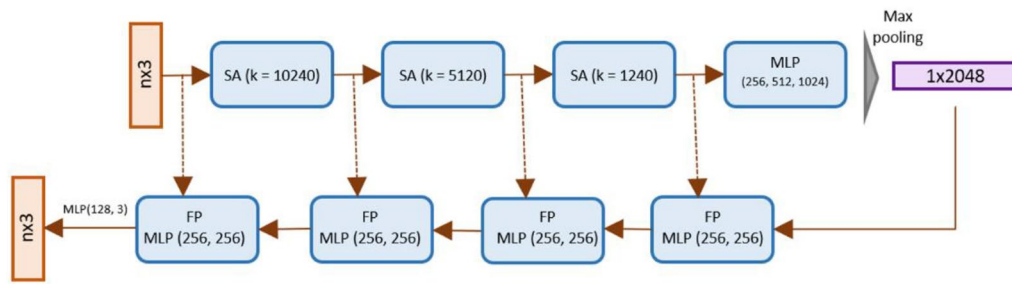 Max
pooling
nx3
SA (k = 10240)
SA (k = 5120)
SA (k = 1240)
MLP
(256, 512, 1024)
1x2048
nx3
MLP(128, 3)
FP
MLP (256, 256)
FP
MLP (256, 256)
FP
MLP (256, 256)
FP
MLP (256, 256)